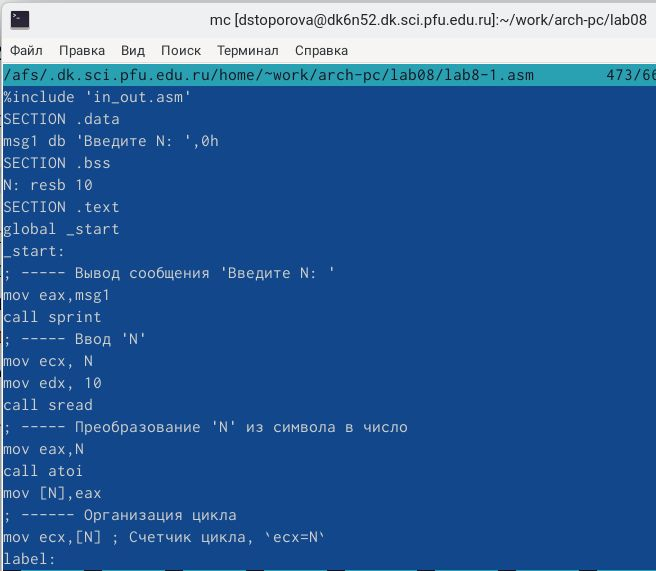 mc [dstoporova@dk6n52.dk.sci.pfu.edu.ru]:~/work/arch-pc/lab08
Файл Правка Вид Поиск Терминал Справка
/afs/.dk.sci.pfu.edu.ru/home/~work/arch-pc/lab08/lab8-1.asm 473/66
%include 'in_out.asm'
SECTION .data
msg1 db 'Введите N: ',0h
SECTION .bss
N: resb 10
SECTION .text
global _start
_start:
; ----- Вывод сообщения 'Введите N: '
mov eax,msg1
call sprint
; ----- Ввод 'N'
mov ecx, N
mov edx, 10
call sread
; ----- Преобразование 'N' из символа в число
mov eax,N
call atoi
mov [N],eax
; ------ Организация цикла
mov ecx,[N] ; Счетчик цикла, `ecx=N`
label: